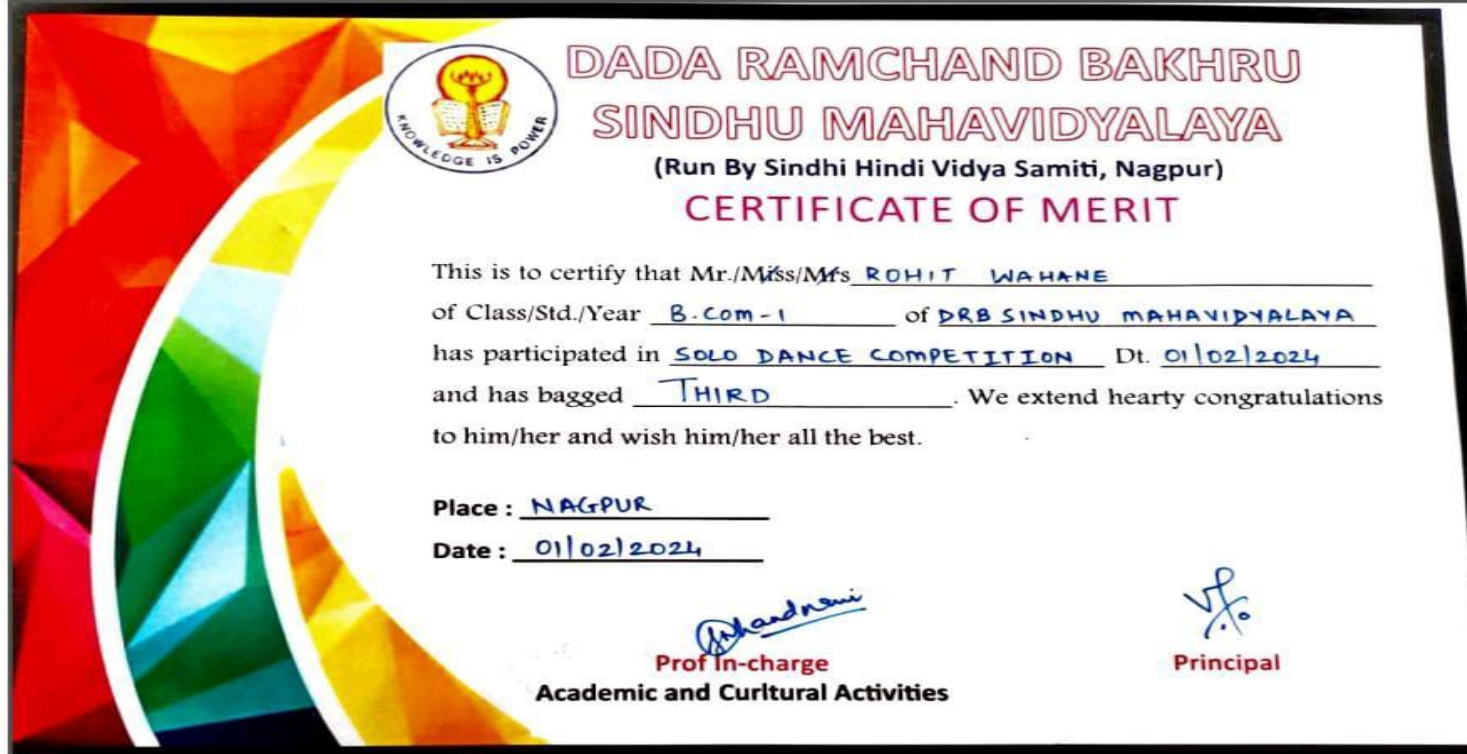 KNOWLEDGE IS POWER
DADA RAMCHAND BAKHRU
SINDHU MAHAVIDYALAYA
(Run By Sindhi Hindi Vidya Samiti, Nagpur)
CERTIFICATE OF MERIT
This is to certify that Mr./Miss/Mrs ROHIT WAHANE
of Class/Std./Year B.COM-1 of DRB SINDHU MAHAVIDYALAYA
has participated in SOLO DANCE COMPETITION Dt. 01/02/2024
and has bagged THIRD. We extend hearty congratulations
to him/her and wish him/her all the best.
Place : NAGPUR
Date : 01/02/2024
Prof In-charge
Academic and Curltural Activities
Principal